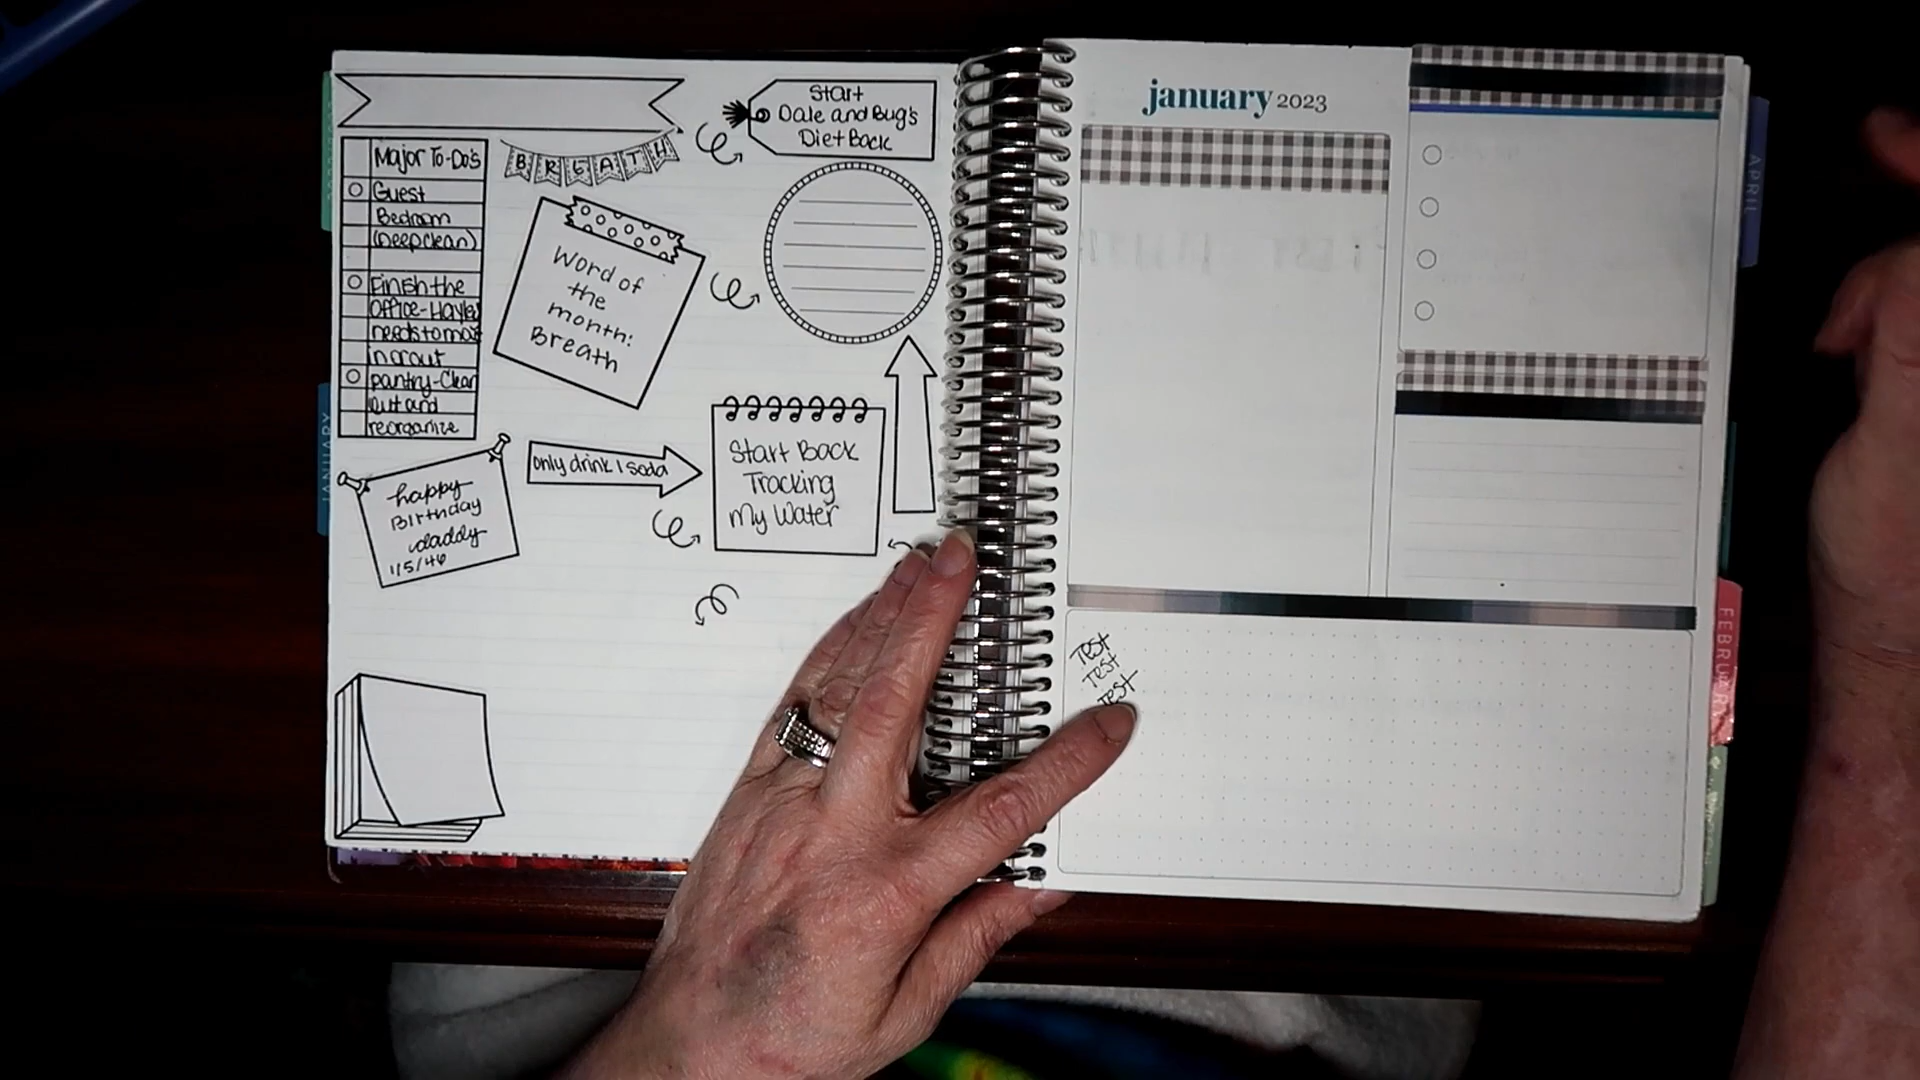 Start
Dale and Bug's
Diet Back
Major To-Do's
Guest
Bedroom
(Deep clean)
Finish the
Office-Hayley
needs to move
in or out
pantry-Clean
out and
reorganize
BREATH
Word of
the
month:
Breath
only drink 1 soda
Start Back
Tracking
My Water
happy
Birthday
daddy
1/5/46
JANUARY
january 2023
Test
Test
Test
APRIL
FEBRUARY